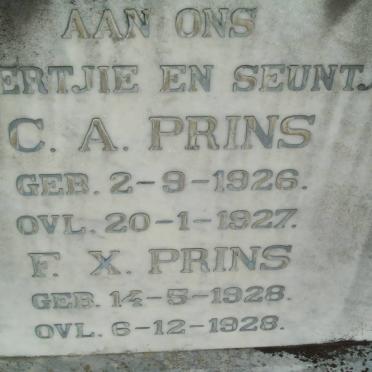 AAN ONS
ERTJIE EN SEUNTJ
C. A. PRINS
GEB. 2-9-1926.
OVL. 20-1-1927.
F. X. PRINS
GEB. 14-5-1928.
OVL. 6-12-1928.